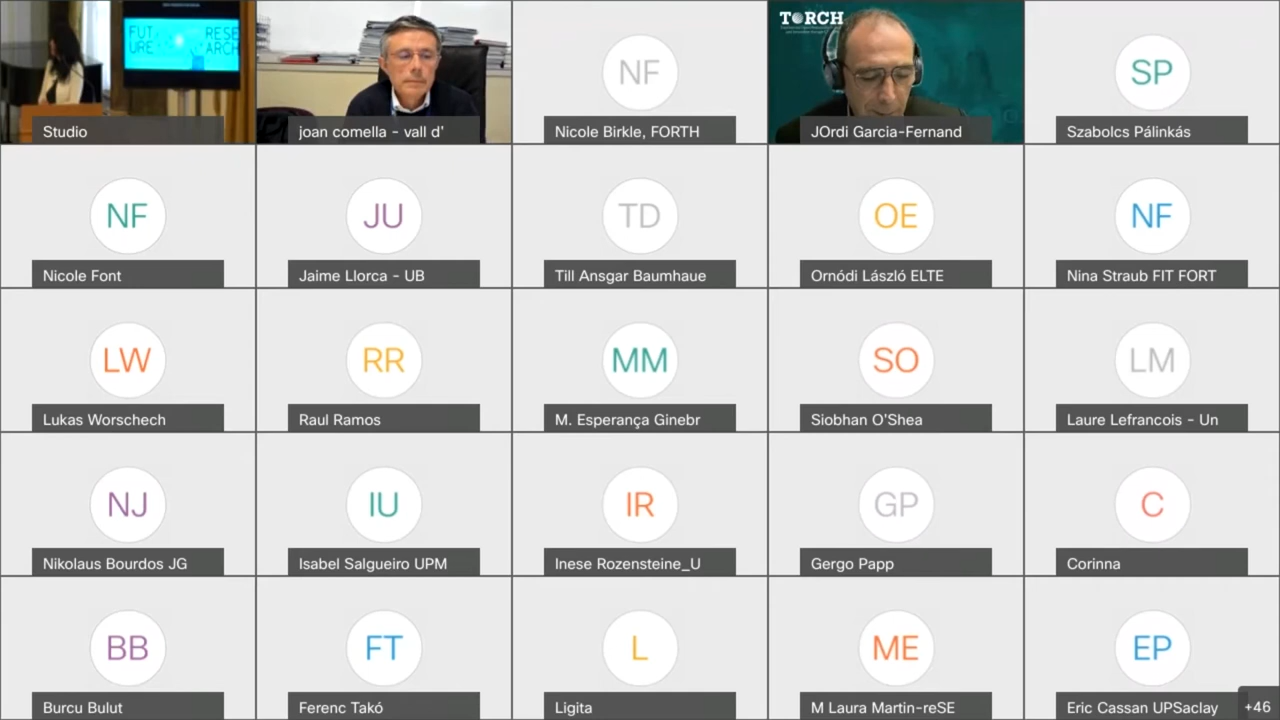 FUT RESE
URE ARCH
Studio
joan comella - vall d'
NF
Nicole Birkle, FORTH
TORCH
JOrdi Garcia-Fernand
SP
Szabolcs Pálinkás
NF
Nicole Font
JU
Jaime Llorca - UB
TD
Till Ansgar Baumhaue
OE
Ornódi László ELTE
NF
Nina Straub FIT FORT
LW
Lukas Worschech
RR
Raul Ramos
MM
M. Esperança Ginebr
SO
Siobhan O'Shea
LM
Laure Lefrancois - Un
NJ
Nikolaus Bourdos JG
IU
Isabel Salgueiro UPM
IR
Inese Rozensteine_U
GP
Gergo Papp
C
Corinna
BB
Burcu Bulut
FT
Ferenc Takó
L
Ligita
ME
M Laura Martin-reSE
EP
Eric Cassan UPSaclay
+46